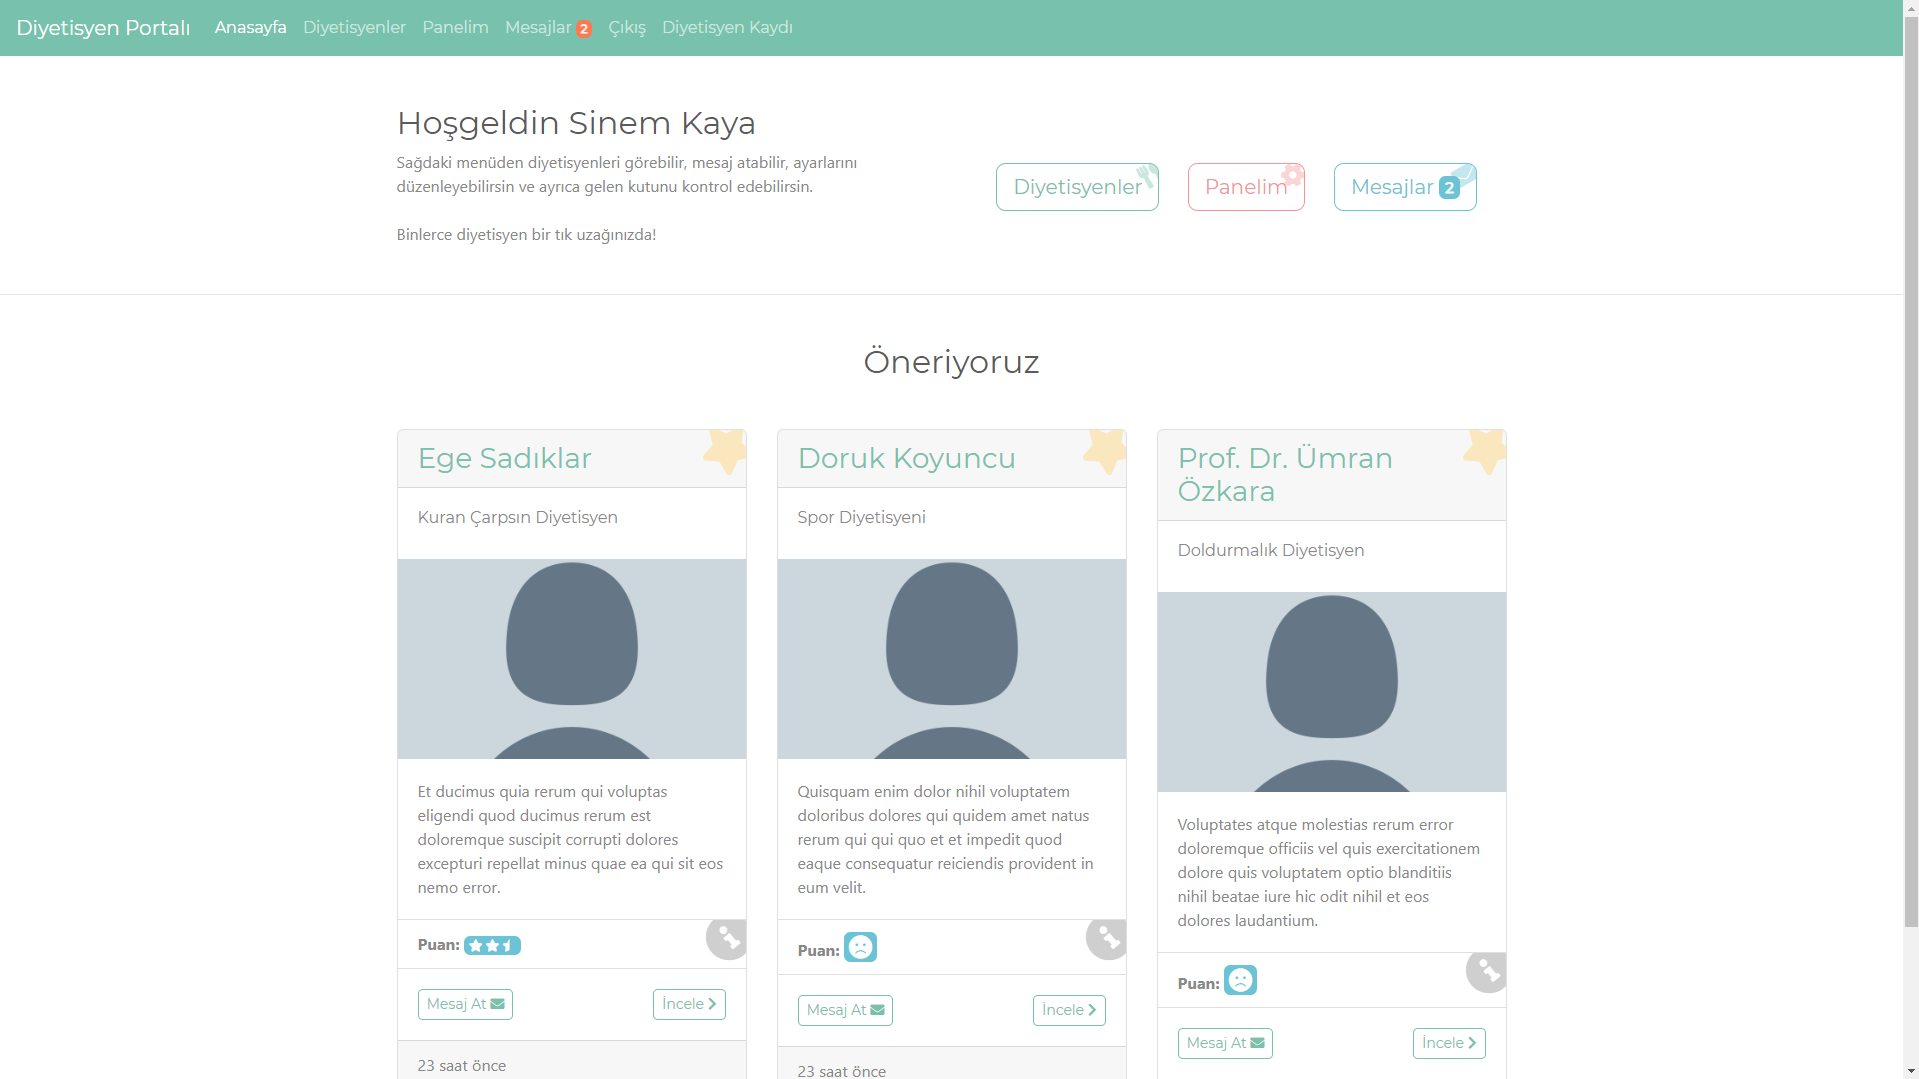 Diyetisyen Portalı Anasayfa Diyetisyenler Panelim Mesajlar 2 Çıkış Diyetisyen Kaydı
Hoşgeldin Sinem Kaya
Sağdaki menüden diyetisyenleri görebilir, mesaj atabilir, ayarlarını
düzenleyebilirsin ve ayrıca gelen kutunu kontrol edebilirsin.
Binlerce diyetisyen bir tık uzağınızda!
Diyetisyenler
Panelim
Mesajlar 2
Öneriyoruz
Ege Sadıklar
Kuran Çarpsın Diyetisyen
Et ducimus quia rerum qui voluptas
eligendi quod ducimus rerum est
doloremque suscipit corrupti dolores
excepturi repellat minus quae ea qui sit eos
nemo error.
Puan:
Mesaj At
İncele
23 saat önce
Doruk Koyuncu
Spor Diyetisyeni
Quisquam enim dolor nihil voluptatem
doloribus dolores qui quidem amet natus
rerum qui qui quo et et impedit quod
eaque consequatur reiciendis provident in
eum velit.
Puan:
Mesaj At
İncele
23 saat önce
Prof. Dr. Ümran
Özkara
Doldurmalık Diyetisyen
Voluptates atque molestias rerum error
doloremque officiis vel quis exercitationem
dolore quis voluptatem optio blanditiis
nihil beatae iure hic odit nihil et eos
dolores laudantium.
Puan:
Mesaj At
İncele